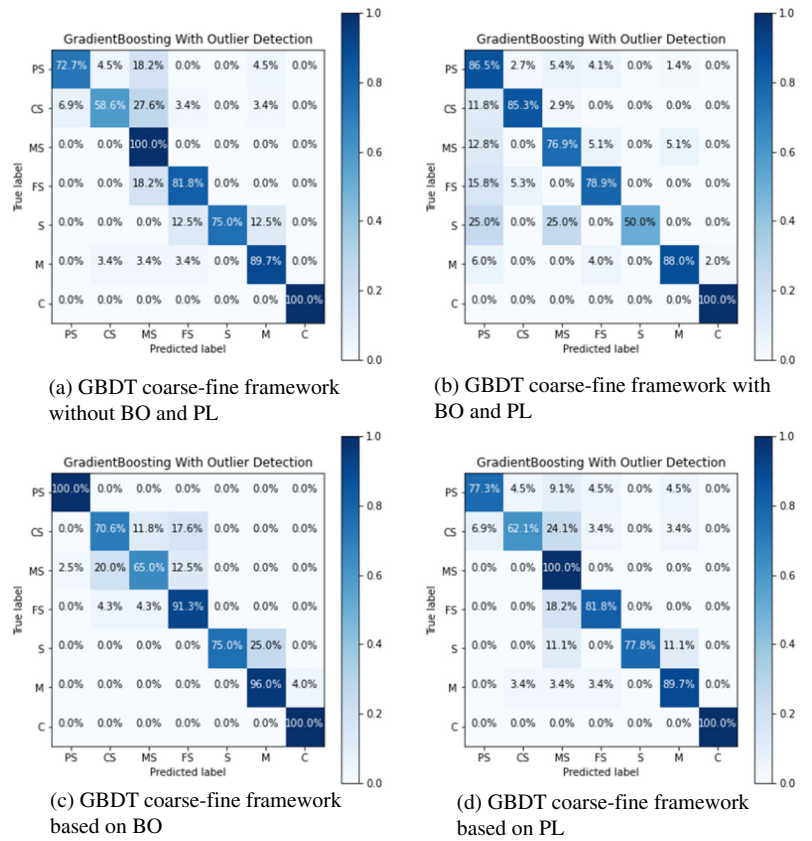 GradientBoosting With Outlier Detection
1.0
PS 72.7% 4.5% 18.2% 0.0% 0.0% 4.5% 0.0%
CS 6.9% 58.6% 27.6% 3.4% 0.0% 3.4% 0.0%
0.8
MS 0.0% 0.0% 100.0% 0.0% 0.0% 0.0% 0.0%
0.6
True label
FS 0.0% 0.0% 18.2% 81.8% 0.0% 0.0% 0.0%
0.4
S 0.0% 0.0% 0.0% 12.5% 75.0% 12.5% 0.0%
M 0.0% 3.4% 3.4% 3.4% 0.0% 89.7% 0.0%
0.2
C 0.0% 0.0% 0.0% 0.0% 0.0% 0.0% 100.0%
0.0
PS CS MS FS S M C
Predicted label
(a) GBDT coarse-fine framework
without BO and PL
GradientBoosting With Outlier Detection
1.0
PS 86.5% 2.7% 5.4% 4.1% 0.0% 1.4% 0.0%
CS 11.8% 85.3% 2.9% 0.0% 0.0% 0.0% 0.0%
0.8
MS 12.8% 0.0% 76.9% 5.1% 0.0% 5.1% 0.0%
0.6
True label
FS 15.8% 5.3% 0.0% 78.9% 0.0% 0.0% 0.0%
0.4
S 25.0% 0.0% 25.0% 0.0% 50.0% 0.0% 0.0%
M 6.0% 0.0% 0.0% 4.0% 0.0% 88.0% 2.0%
0.2
C 0.0% 0.0% 0.0% 0.0% 0.0% 0.0% 100.0%
0.0
PS CS MS FS S M C
Predicted label
(b) GBDT coarse-fine framework with
BO and PL
GradientBoosting With Outlier Detection
1.0
PS 100.0% 0.0% 0.0% 0.0% 0.0% 0.0% 0.0%
CS 0.0% 70.6% 11.8% 17.6% 0.0% 0.0% 0.0%
0.8
MS 2.5% 20.0% 65.0% 12.5% 0.0% 0.0% 0.0%
0.6
True label
FS 0.0% 4.3% 4.3% 91.3% 0.0% 0.0% 0.0%
0.4
S 0.0% 0.0% 0.0% 0.0% 75.0% 25.0% 0.0%
M 0.0% 0.0% 0.0% 0.0% 0.0% 96.0% 4.0%
0.2
C 0.0% 0.0% 0.0% 0.0% 0.0% 0.0% 100.0%
0.0
PS CS MS FS S M C
Predicted label
(c) GBDT coarse-fine framework
based on BO
GradientBoosting With Outlier Detection
1.0
PS 77.3% 4.5% 9.1% 4.5% 0.0% 4.5% 0.0%
CS 6.9% 62.1% 24.1% 3.4% 0.0% 3.4% 0.0%
0.8
MS 0.0% 0.0% 100.0% 0.0% 0.0% 0.0% 0.0%
0.6
True label
FS 0.0% 0.0% 18.2% 81.8% 0.0% 0.0% 0.0%
0.4
S 0.0% 0.0% 11.1% 0.0% 77.8% 11.1% 0.0%
M 0.0% 3.4% 3.4% 3.4% 0.0% 89.7% 0.0%
0.2
C 0.0% 0.0% 0.0% 0.0% 0.0% 0.0% 100.0%
0.0
PS CS MS FS S M C
Predicted label
(d) GBDT coarse-fine framework
based on PL